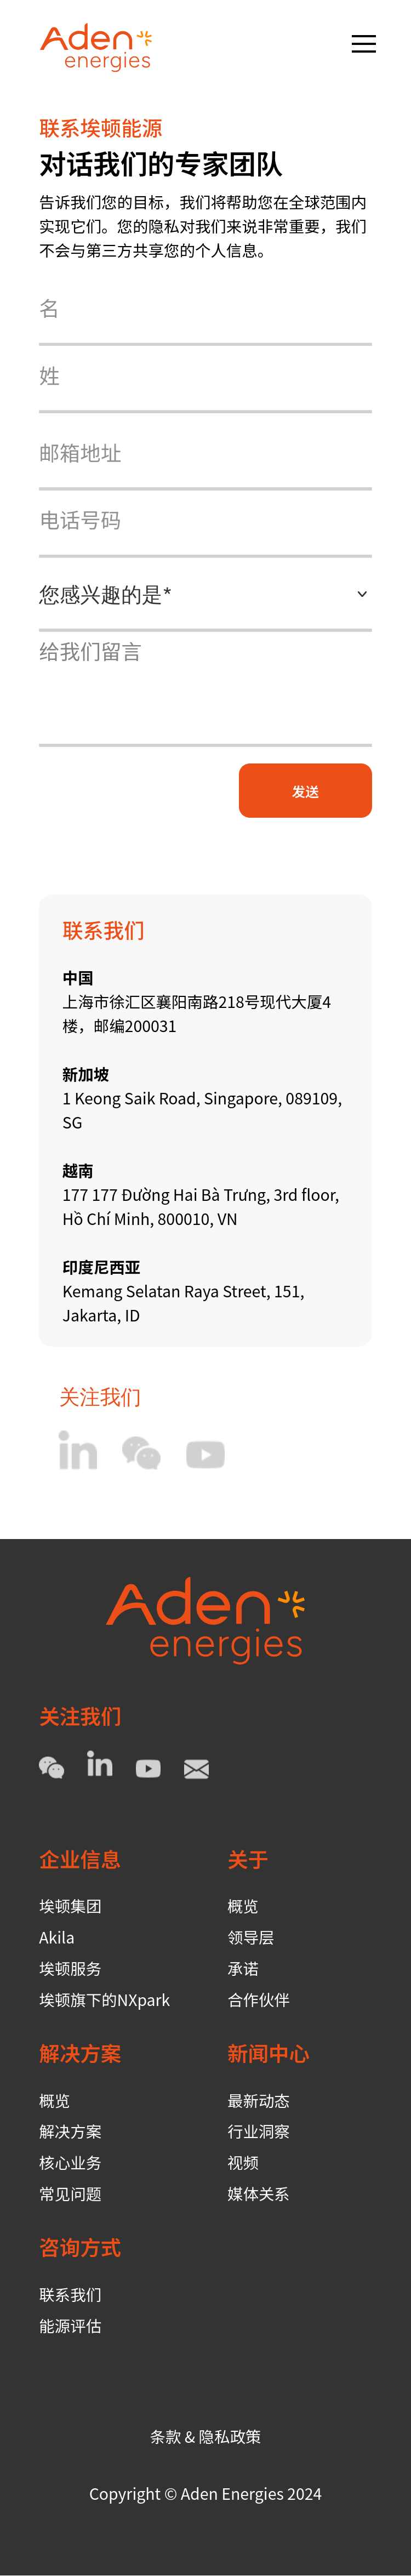 Aden
energies
联系埃顿能源
对话我们的专家团队
告诉我们您的目标，我们将帮助您在全球范围内
实现它们。您的隐私对我们来说非常重要，我们
不会与第三方共享您的个人信息。
名
姓
邮箱地址
电话号码
您感兴趣的是*
给我们留言
发送
联系我们
中国
上海市徐汇区襄阳南路218号现代大厦4
楼，邮编200031
新加坡
1 Keong Saik Road, Singapore, 089109,
SG
越南
177 177 Đường Hai Bà Trưng, 3rd floor,
Hồ Chí Minh, 800010, VN
印度尼西亚
Kemang Selatan Raya Street, 151,
Jakarta, ID
关注我们
Aden
energies
关注我们
企业信息
埃顿集团
Akila
埃顿服务
埃顿旗下的NXpark
关于
概览
领导层
承诺
合作伙伴
解决方案
概览
解决方案
核心业务
常见问题
新闻中心
最新动态
行业洞察
视频
媒体关系
咨询方式
联系我们
能源评估
条款 & 隐私政策
Copyright © Aden Energies 2024